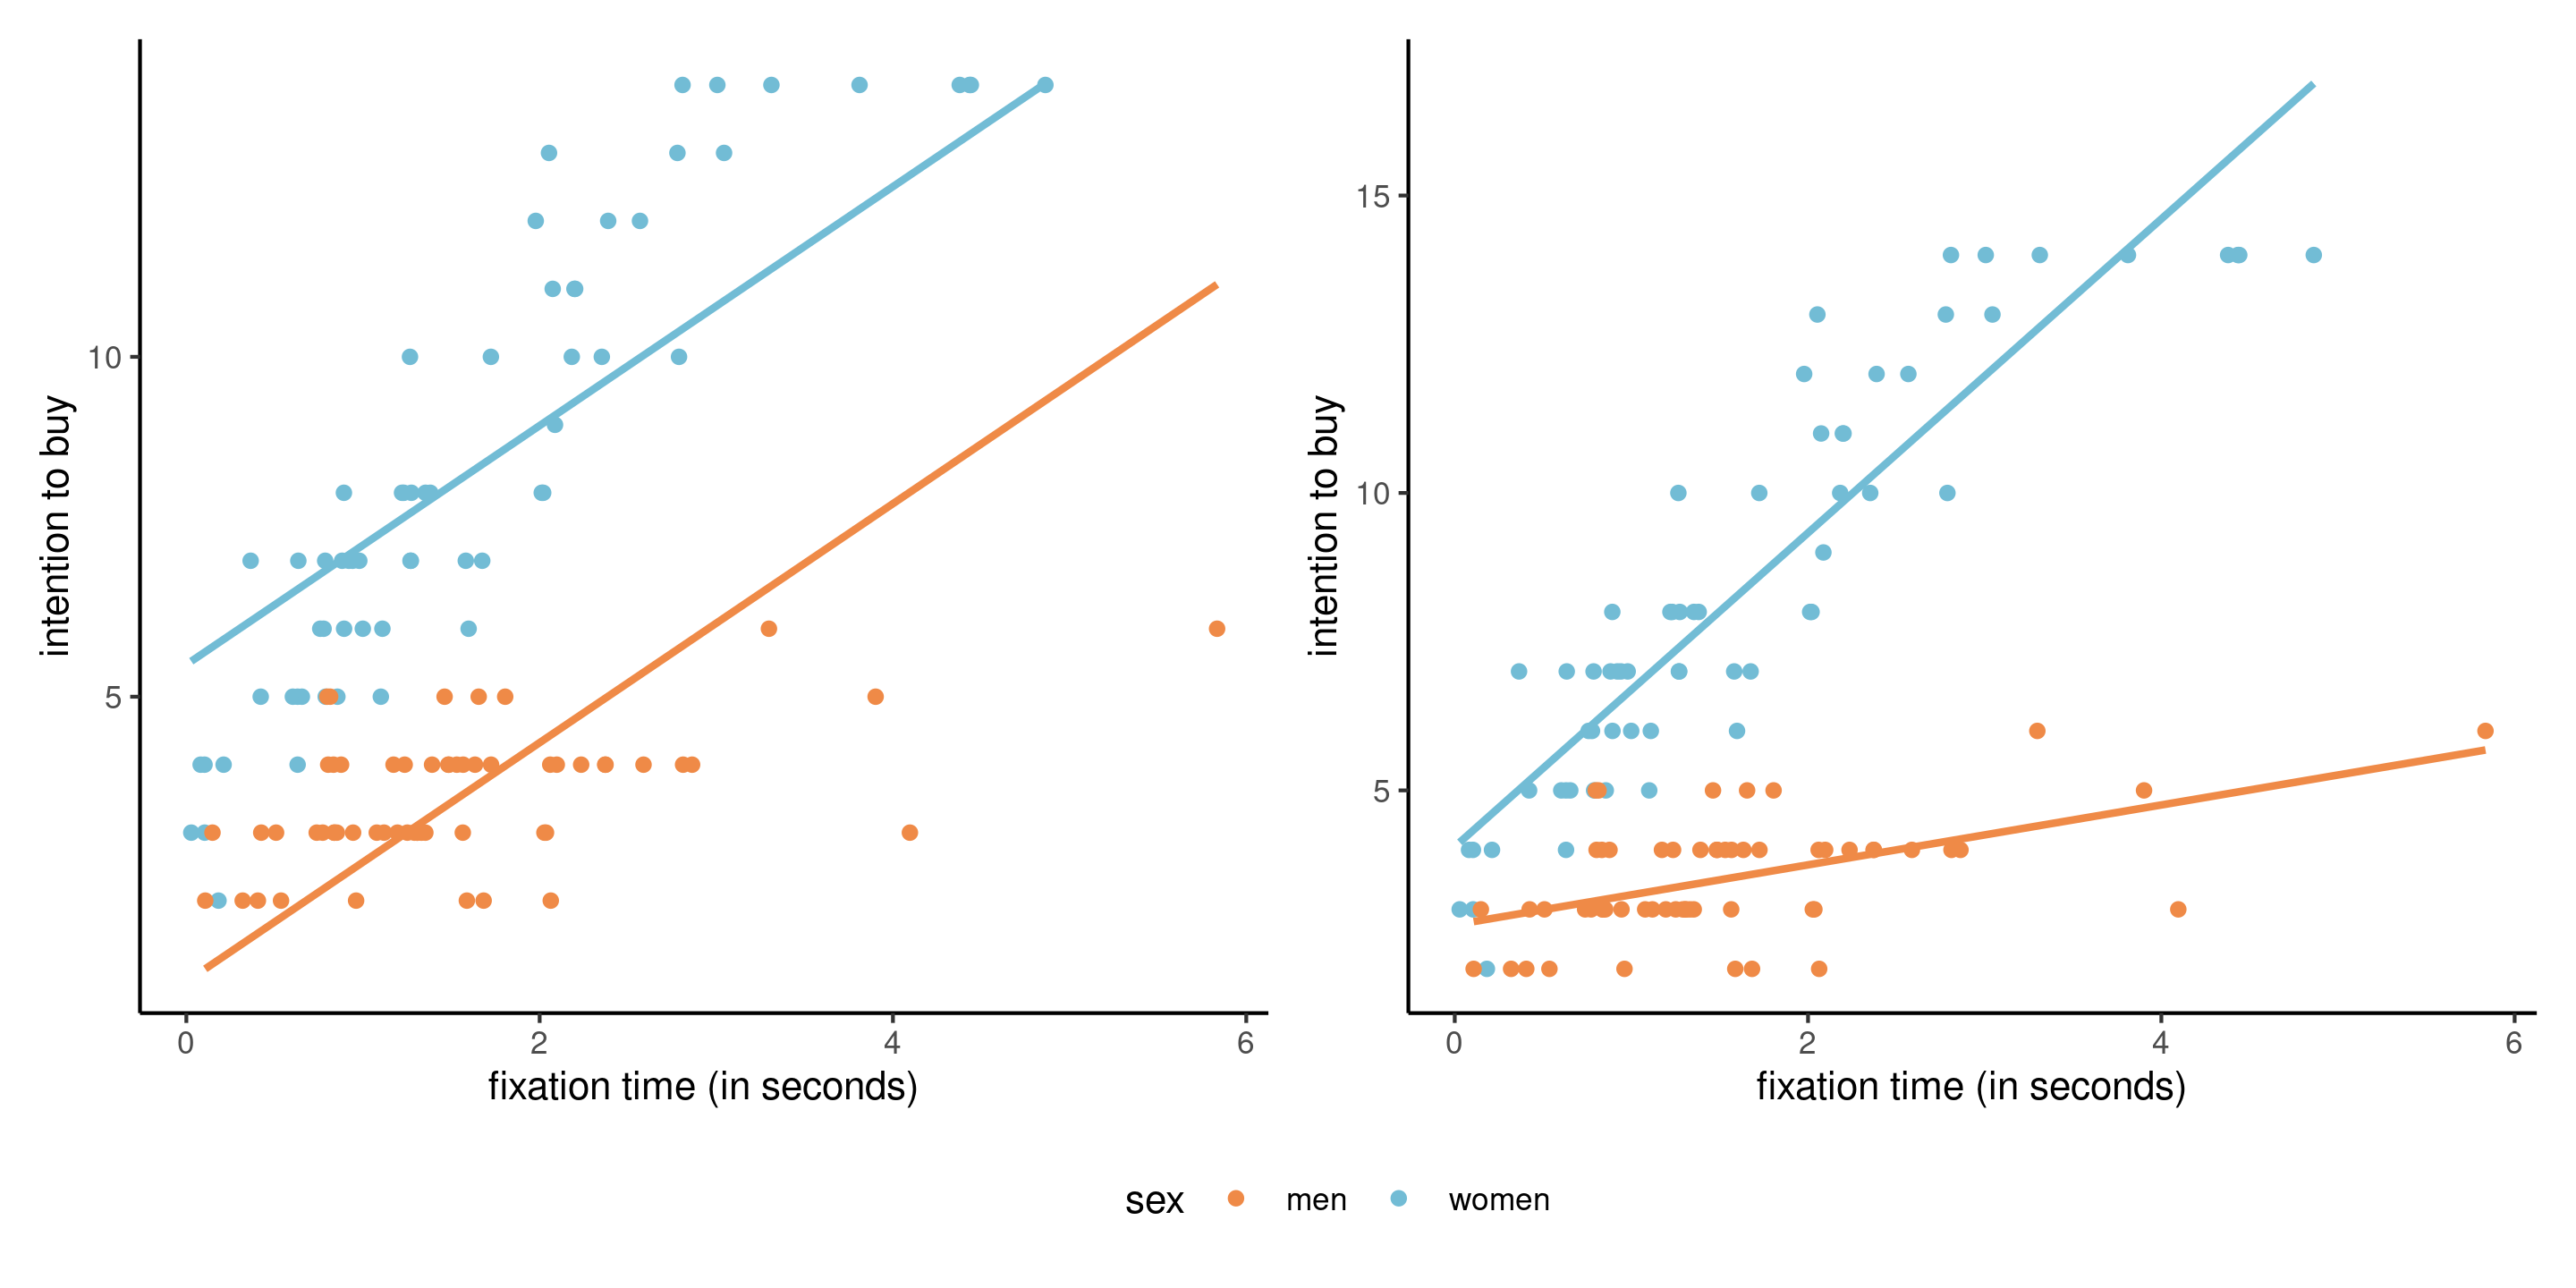 intention to buy
10
5
0 2 4 6
fixation time (in seconds)
intention to buy
15
10
5
0 2 4 6
fixation time (in seconds)
sex men women